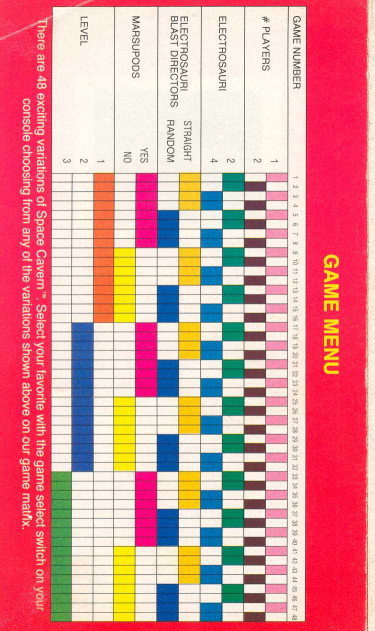 GAME MENU
GAME NUMBER 1 2 3 4 5 6 7 8 9 10 11 12 13 14 15 16 17 18 19 20 21 22 23 24 25 26 27 28 29 30 31 32 33 34 35 36 37 38 39 40 41 42 43 44 45 46 47 48
# PLAYERS 1
2
ELECTROSAURI 2
4
ELECTROSAURI STRAIGHT
BLAST DIRECTORS RANDOM
MARSUPODS YES
NO
LEVEL 1
2
3
There are 48 exciting variations of Space Cavern™. Select your favorite with the game select switch on your
console choosing from any of the variations shown above on our game matrix.